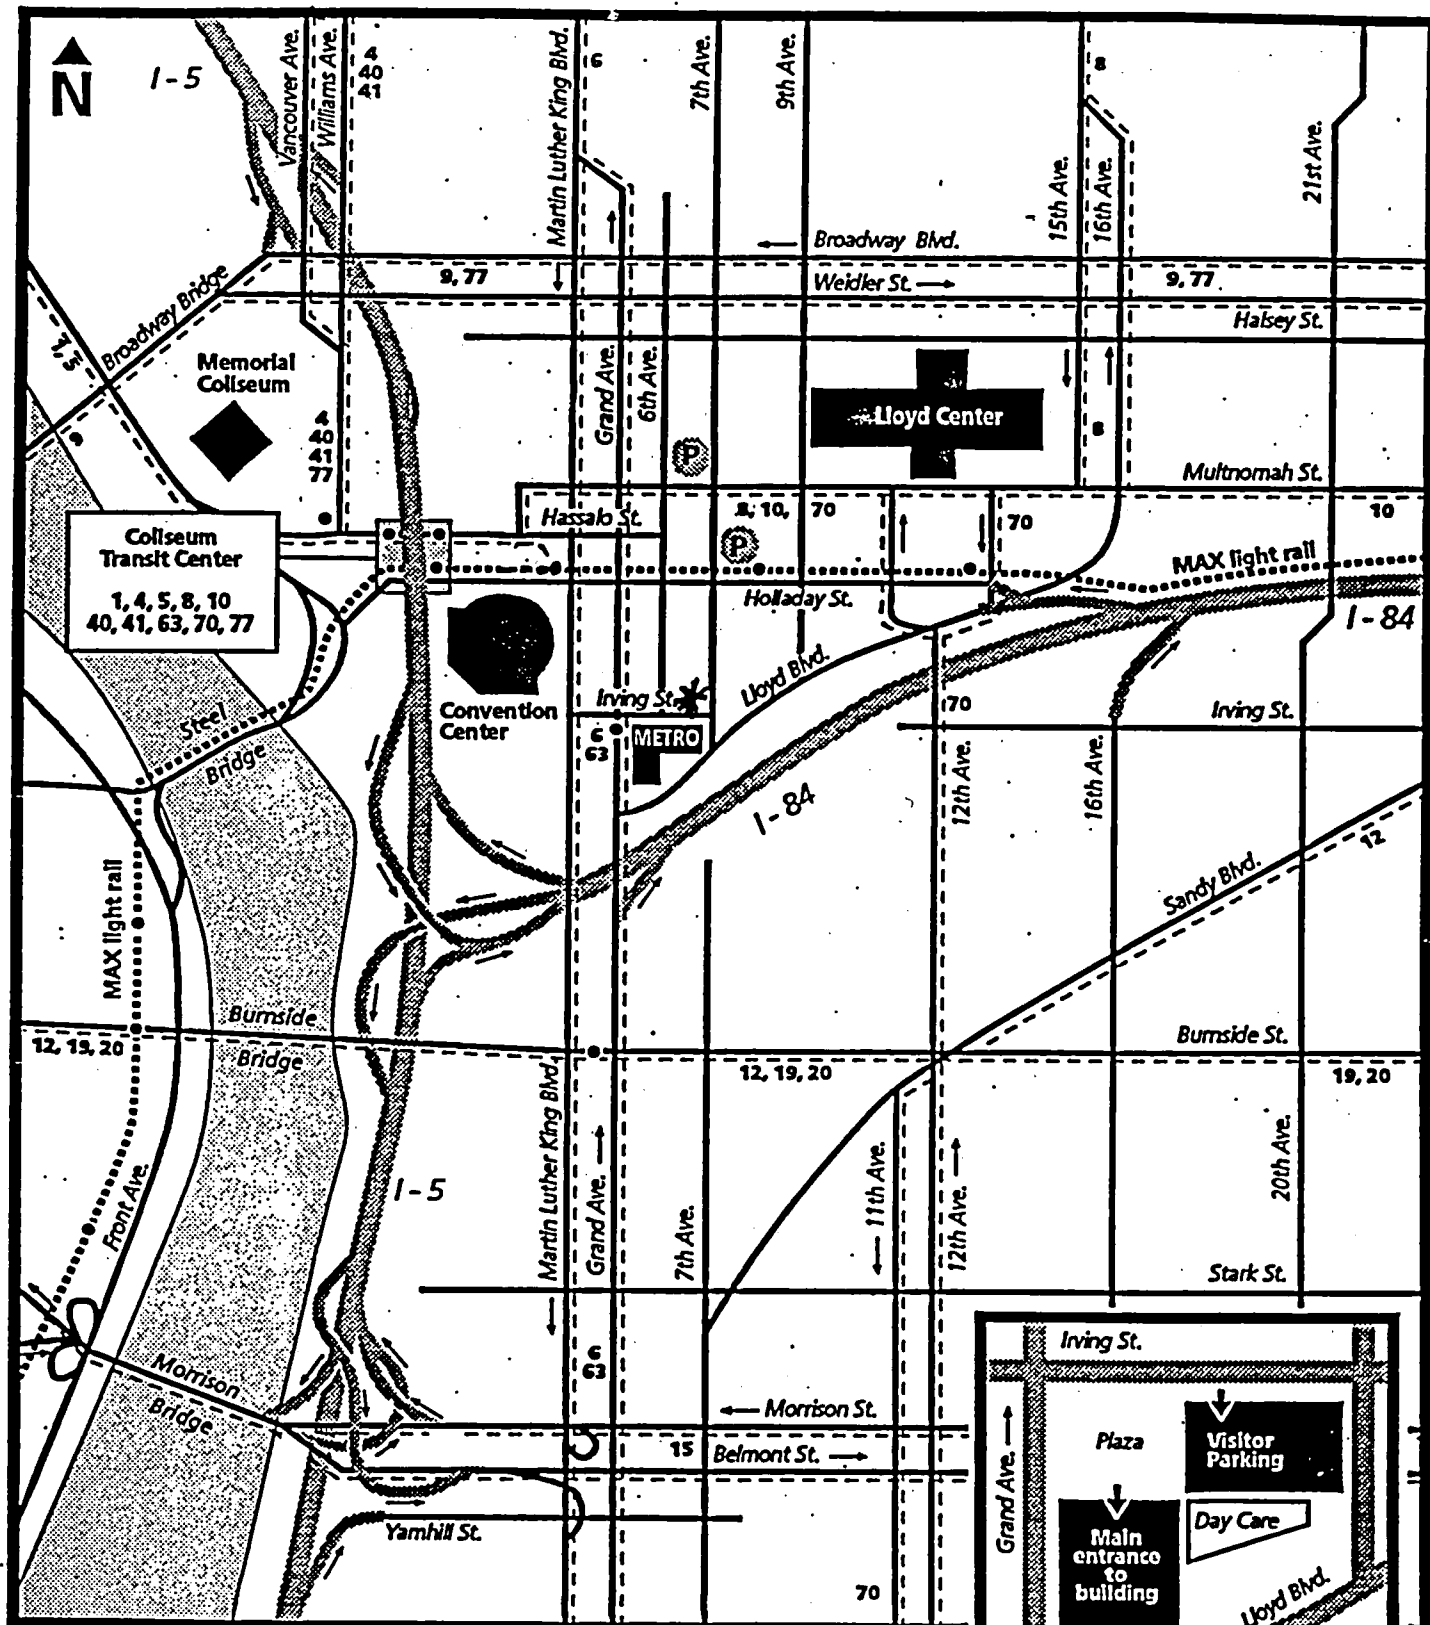 N
I-5
Vancouver Ave.
Williams Ave.
4
40
41
Martin Luther King Blvd.
6
7th Ave.
9th Ave.
8
15th Ave.
16th Ave.
21st Ave.
Broadway Blvd.
9, 77
Weidler St.
9, 77
Halsey St.
Broadway Bridge
1, 5
Memorial
Coliseum
4
40
41
77
Grand Ave.
6th Ave.
P
Lloyd Center
8
Multnomah St.
Hassalo St.
8, 10, 70
70
10
P
MAX light rail
Coliseum
Transit Center
1, 4, 5, 8, 10
40, 41, 63, 70, 77
Holladay St.
I-84
Lloyd Blvd.
Convention
Center
Irving St.
METRO
6
63
70
Irving St.
Steel
Bridge
12th Ave.
16th Ave.
I-84
12
Sandy Blvd.
MAX light rail
Burnside
Bridge
12, 19, 20
12, 19, 20
Burnside St.
19, 20
Martin Luther King Blvd.
Grand Ave.
7th Ave.
11th Ave.
12th Ave.
20th Ave.
Front Ave.
I-5
Stark St.
Morrison
Bridge
6
63
Morrison St.
15
Belmont St.
Yamhill St.
70
Irving St.
Grand Ave.
Plaza
Visitor
Parking
Day Care
Main
entrance
to
building
Lloyd Blvd.